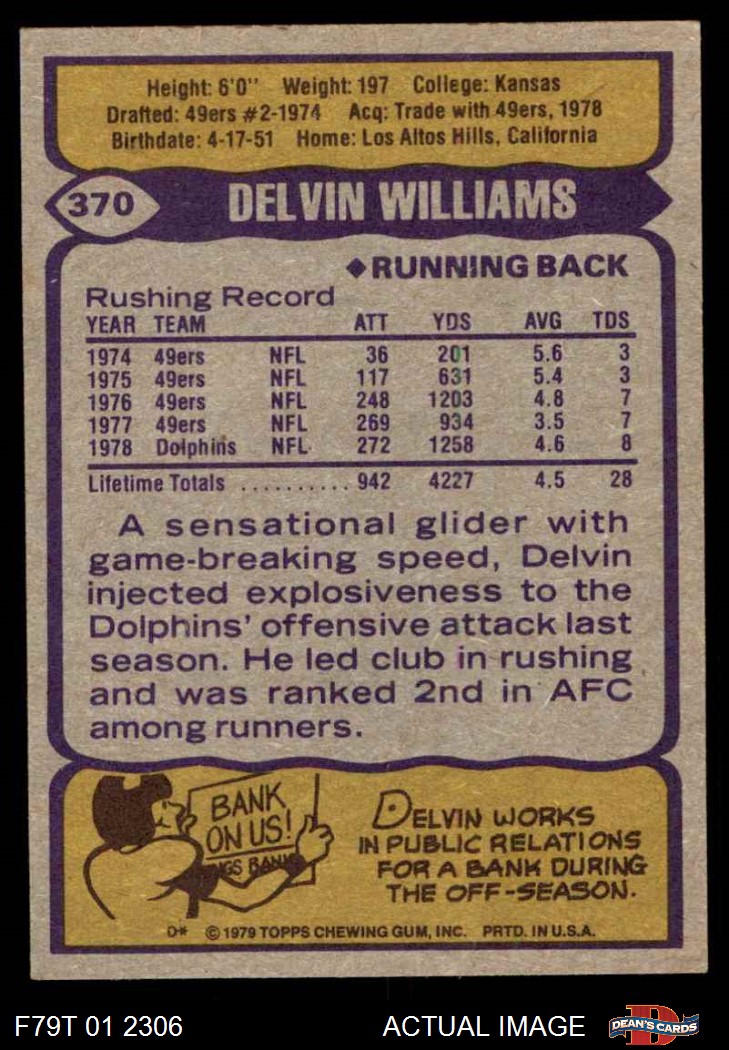 Height: 6'0" Weight: 197 College: Kansas
Drafted: 49ers #2-1974 Acq: Trade with 49ers, 1978
Birthdate: 4-17-51 Home: Los Altos Hills, California
370 DELVIN WILLIAMS
◆RUNNING BACK
Rushing Record
YEAR TEAM ATT YDS AVG TDS
1974 49ers NFL 36 201 5.6 3
1975 49ers NFL 117 631 5.4 3
1976 49ers NFL 248 1203 4.8 7
1977 49ers NFL 269 934 3.5 7
1978 Dolphins NFL 272 1258 4.6 8
Lifetime Totals .......... 942 4227 4.5 28
A sensational glider with
game-breaking speed, Delvin
injected explosiveness to the
Dolphins' offensive attack last
season. He led club in rushing
and was ranked 2nd in AFC
among runners.
BANK
ON US!
GS BANK
DELVIN WORKS
IN PUBLIC RELATIONS
FOR A BANK DURING
THE OFF-SEASON.
D* © 1979 TOPPS CHEWING GUM, INC. PRTD. IN U.S.A.
F79T 01 2306 ACTUAL IMAGE D DEAN'S CARDS